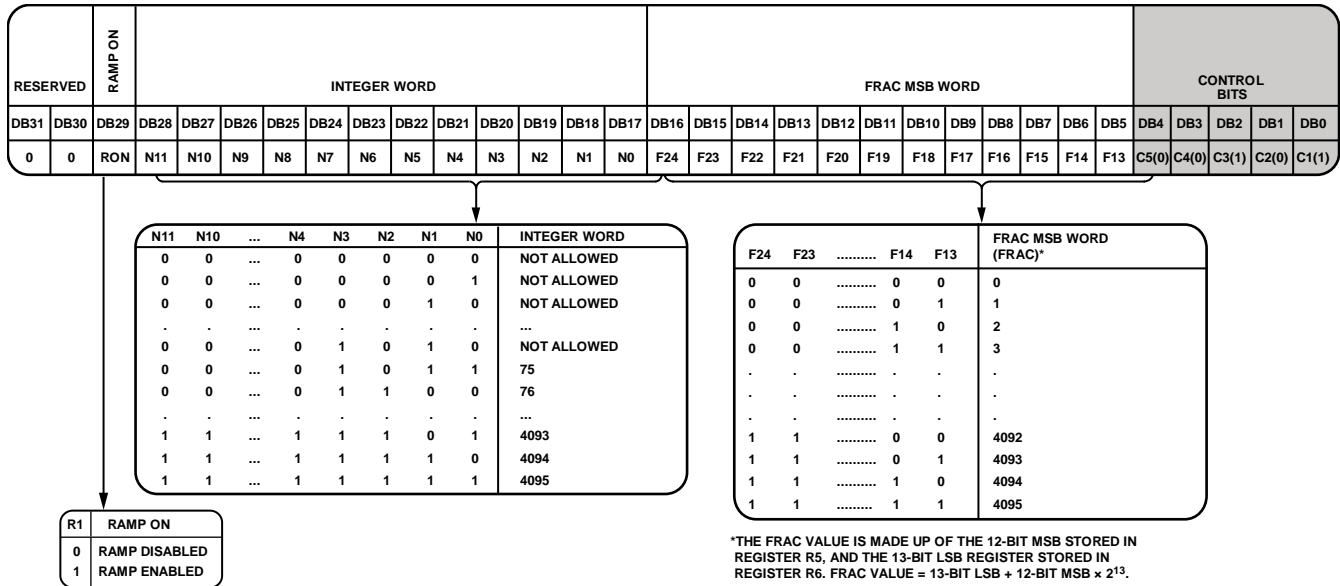 RESERVED RAMP ON INTEGER WORD FRAC MSB WORD CONTROL BITS
DB31 DB30 DB29 DB28 DB27 DB26 DB25 DB24 DB23 DB22 DB21 DB20 DB19 DB18 DB17 DB16 DB15 DB14 DB13 DB12 DB11 DB10 DB9 DB8 DB7 DB6 DB5 DB4 DB3 DB2 DB1 DB0
0 0 RON N11 N10 N9 N8 N7 N6 N5 N4 N3 N2 N1 N0 F24 F23 F22 F21 F20 F19 F18 F17 F16 F15 F14 F13 C5(0) C4(0) C3(1) C2(0) C1(1)
N11 N10 ... N4 N3 N2 N1 N0 INTEGER WORD
0 0 ... 0 0 0 0 0 NOT ALLOWED
0 0 ... 0 0 0 0 1 NOT ALLOWED
0 0 ... 0 0 0 1 0 NOT ALLOWED
. . ... . . . . . ...
0 0 ... 0 1 0 1 0 NOT ALLOWED
0 0 ... 0 1 0 1 1 75
0 0 ... 0 1 1 0 0 76
. . ... . . . . . ...
1 1 ... 1 1 1 0 1 4093
1 1 ... 1 1 1 1 0 4094
1 1 ... 1 1 1 1 1 4095
F24 F23 .......... F14 F13 FRAC MSB WORD (FRAC)*
0 0 .......... 0 0 0
0 0 .......... 0 1 1
0 0 .......... 1 0 2
0 0 .......... 1 1 3
. . . . .
. . . . .
. . . . .
1 1 .......... 0 0 4092
1 1 .......... 0 1 4093
1 1 .......... 1 0 4094
1 1 ......... 1 1 4095
R1 RAMP ON
0 RAMP DISABLED
1 RAMP ENABLED
*THE FRAC VALUE IS MADE UP OF THE 12-BIT MSB STORED IN
REGISTER R5, AND THE 13-BIT LSB REGISTER STORED IN
REGISTER R6. FRAC VALUE = 13-BIT LSB + 12-BIT MSB × 2¹³.